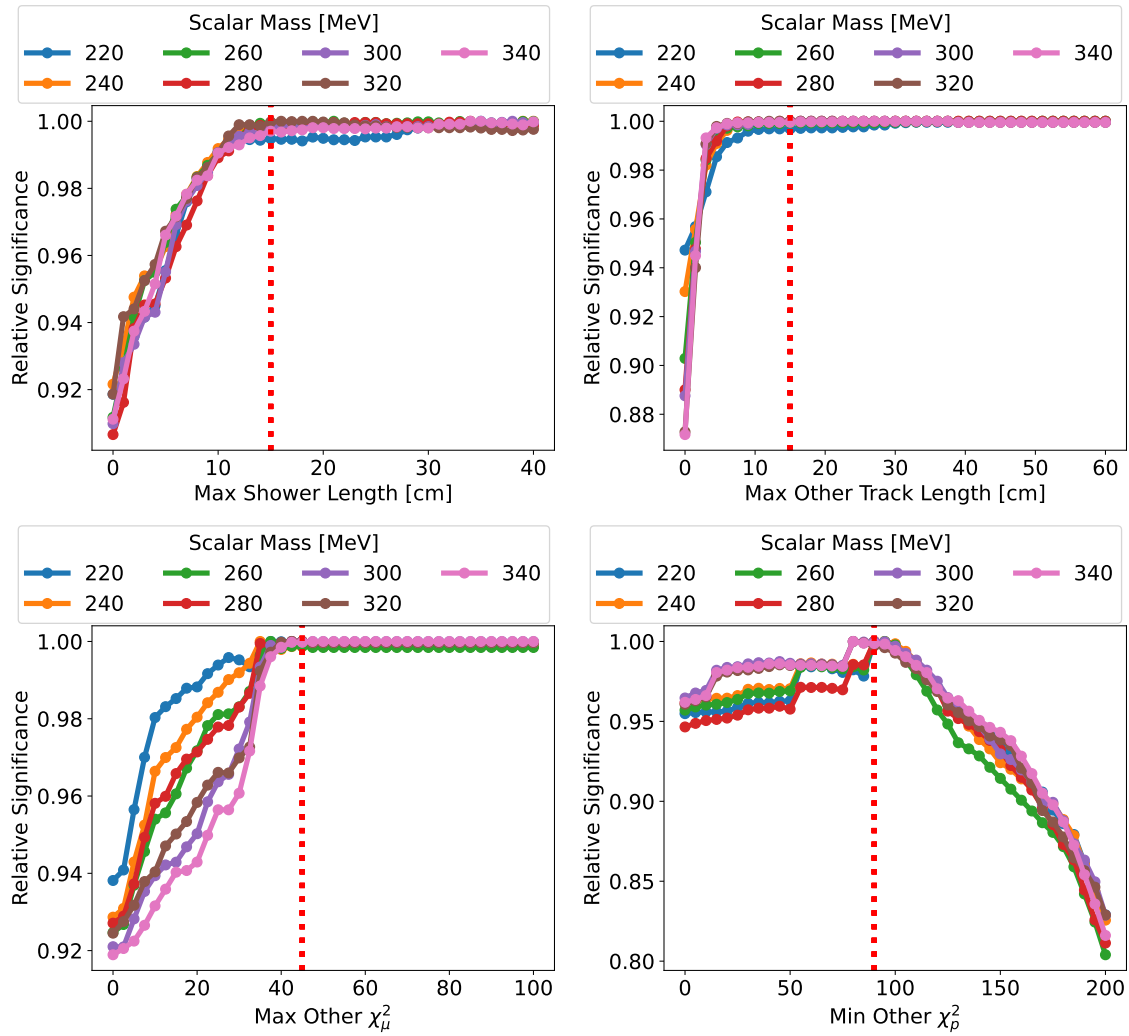 Scalar Mass [MeV]
220 260 300 340
240 280 320
Relative Significance
1.00
0.98
0.96
0.94
0.92
0 10 20 30 40
Max Shower Length [cm]
Scalar Mass [MeV]
220 260 300 340
240 280 320
Relative Significance
1.00
0.98
0.96
0.94
0.92
0.90
0.88
0 10 20 30 40 50 60
Max Other Track Length [cm]
Scalar Mass [MeV]
220 260 300 340
240 280 320
Relative Significance
1.00
0.98
0.96
0.94
0.92
0 20 40 60 80 100
Max Other χ²μ
Scalar Mass [MeV]
220 260 300 340
240 280 320
Relative Significance
1.00
0.95
0.90
0.85
0.80
0 50 100 150 200
Min Other χ²p